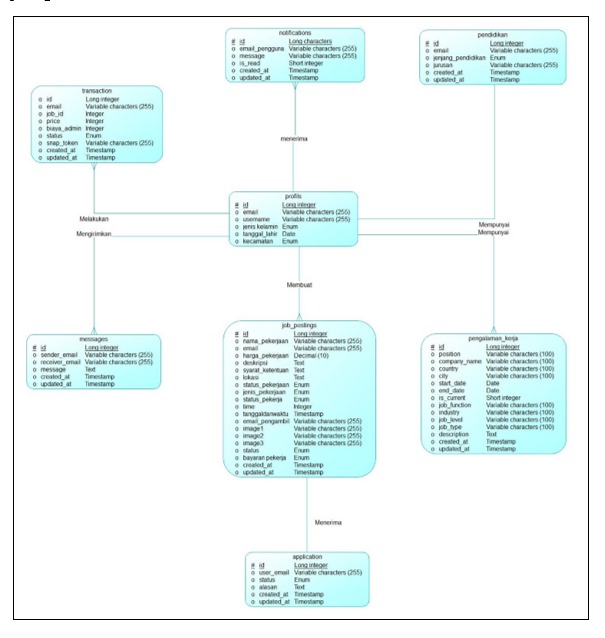 notifications
# id Long characters
o email_pengguna Variable characters (255)
o message Variable characters (255)
o is_read Short integer
o created_at Timestamp
o updated_at Timestamp
pendidikan
# id Long integer
o email Variable characters (255)
o jenjang_pendidikan Enum
o jurusan Variable characters (255)
o created_at Timestamp
o updated_at Timestamp
transaction
o id Long integer
o email Variable characters (255)
o job_id Integer
o price Integer
o biaya_admin Integer
o status Enum
o snap_token Variable characters (255)
o created_at Timestamp
o updated_at Timestamp
menerima
profils
# id Long integer
o email Variable characters (255)
o username Variable characters (255)
o jenis kelamin Enum
o tanggal_lahir Date
o kecamatan Enum
Melakukan
Mengirimkan
Mempunyai
Mempunyai
Membuat
messages
# id Long integer
o sender_email Variable characters (255)
o receiver_email Variable characters (255)
o message Text
o created_at Timestamp
o updated_at Timestamp
job_postings
# id Long integer
o nama_pekerjaan Variable characters (255)
o email Variable characters (255)
o harga_pekerjaan Decimal (10)
o deskripsi Text
o syarat_ketentuan Text
o lokasi Text
o status_pekerjaan Enum
o jenis_pekerjaan Enum
o status_pekerja Enum
o time Integer
o tanggaldanwaktu Timestamp
o email_pengambil Variable characters (255)
o image1 Variable characters (255)
o image2 Variable characters (255)
o image3 Variable characters (255)
o status Enum
o bayaran pekerja Enum
o created_at Timestamp
o updated_at Timestamp
pengalaman_kerja
# id Long integer
o position Variable characters (100)
o company_name Variable characters (100)
o country Variable characters (100)
o city Variable characters (100)
o start_date Date
o end_date Date
o is_current Short integer
o job_function Variable characters (100)
o industry Variable characters (100)
o job_level Variable characters (100)
o job_type Variable characters (100)
o description Text
o created_at Timestamp
o updated_at Timestamp
Menerima
application
# id Long integer
o user_email Variable characters (255)
o status Enum
o alasan Text
o created_at Timestamp
o updated_at Timestamp